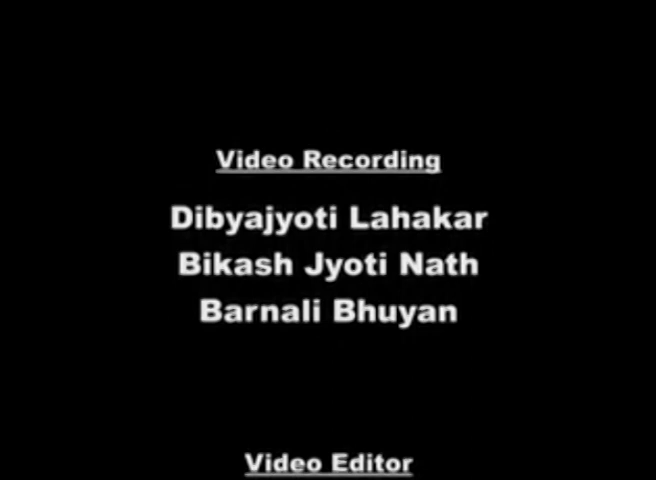 Video Recording
Dibyajyoti Lahakar
Bikash Jyoti Nath
Barnali Bhuyan
Video Editor